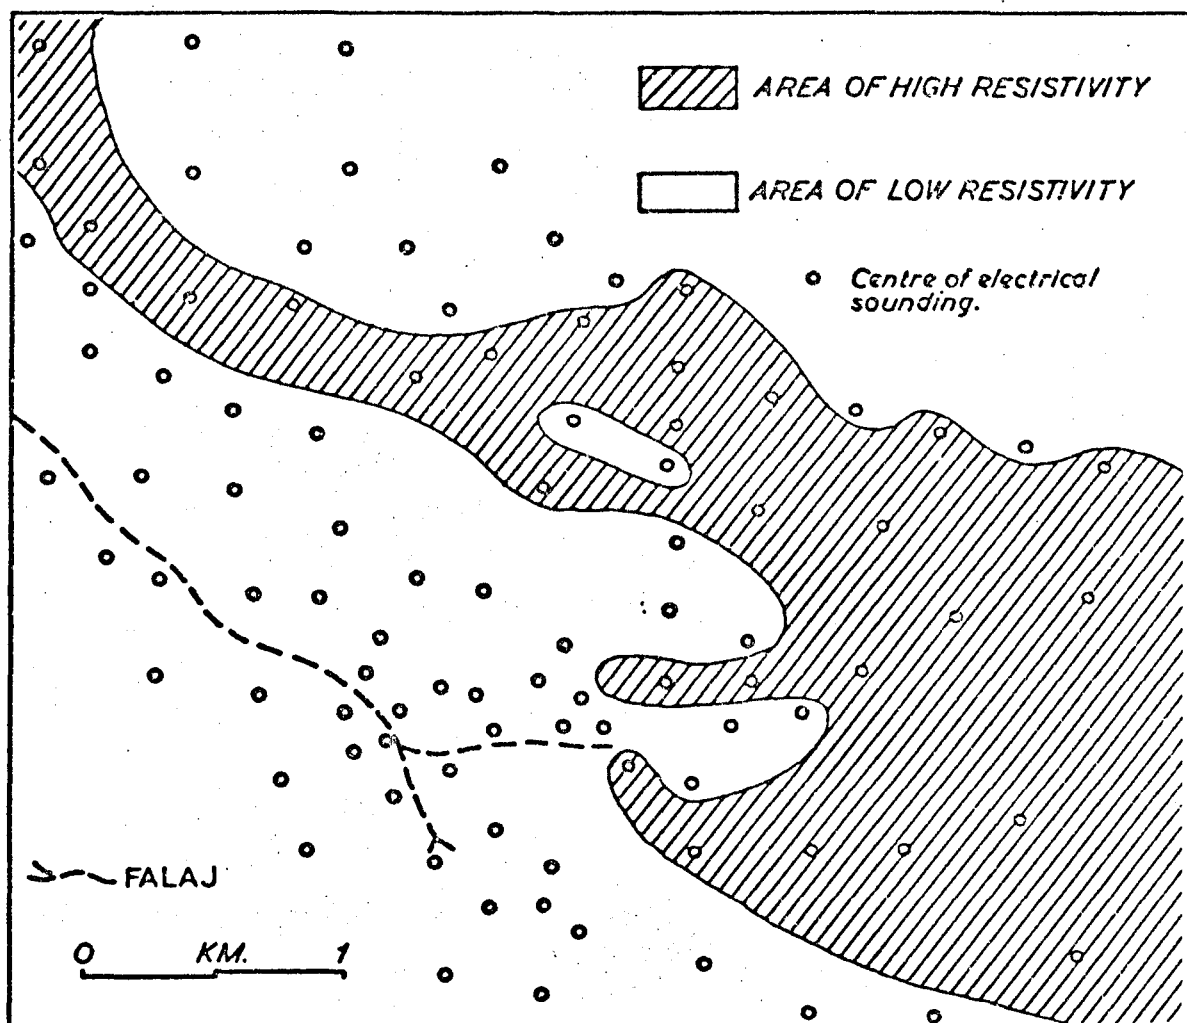 AREA OF HIGH RESISTIVITY
AREA OF LOW RESISTIVITY
Centre of electrical
sounding.
FALAJ
0 KM. 1